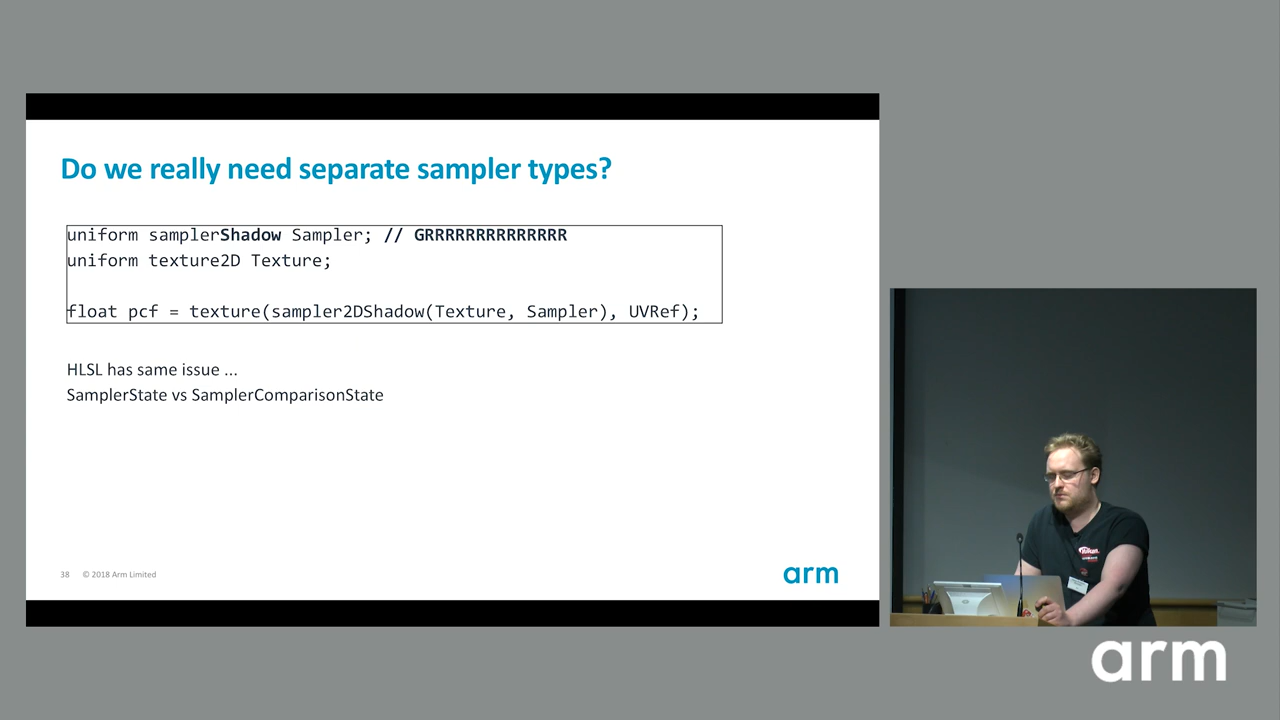 Do we really need separate sampler types?
uniform samplerShadow Sampler; // GRRRRRRRRRRRRRR
uniform texture2D Texture;
float pcf = texture(sampler2DShadow(Texture, Sampler), UVRef);
HLSL has same issue ...
SamplerState vs SamplerComparisonState
38 © 2018 Arm Limited
arm
arm